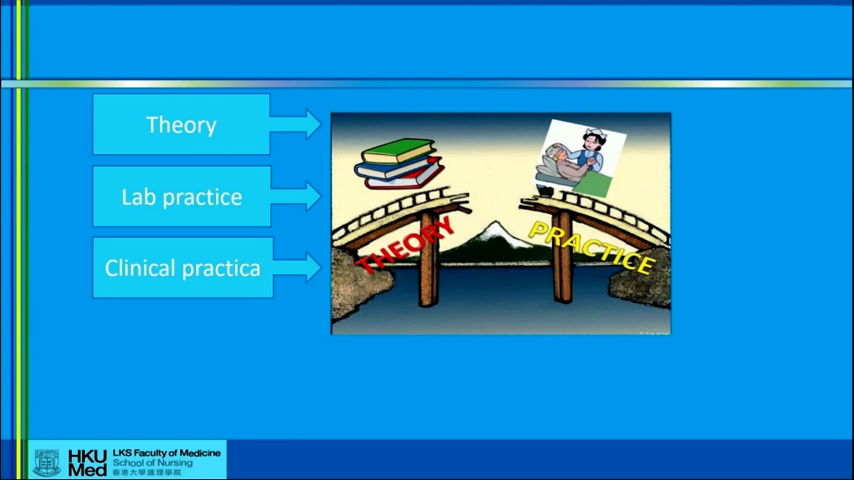 Theory
Lab practice
Clinical practica
THEORY
PRACTICE
HKU
Med
LKS Faculty of Medicine
School of Nursing
香港大學護理學院